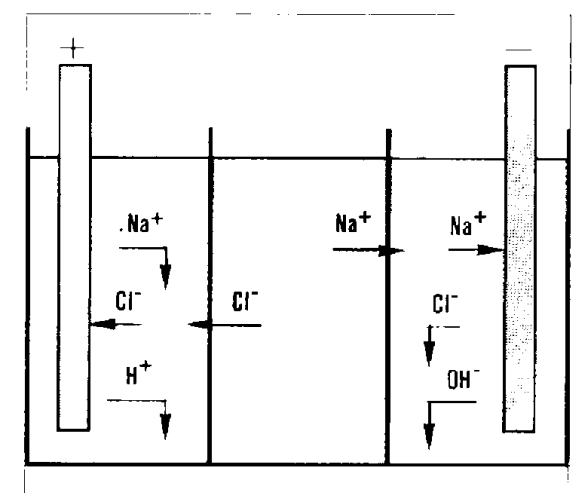 + −
.Na⁺ Na⁺ Na⁺
Cl⁻ Cl⁻ Cl⁻
H⁺ OH⁻